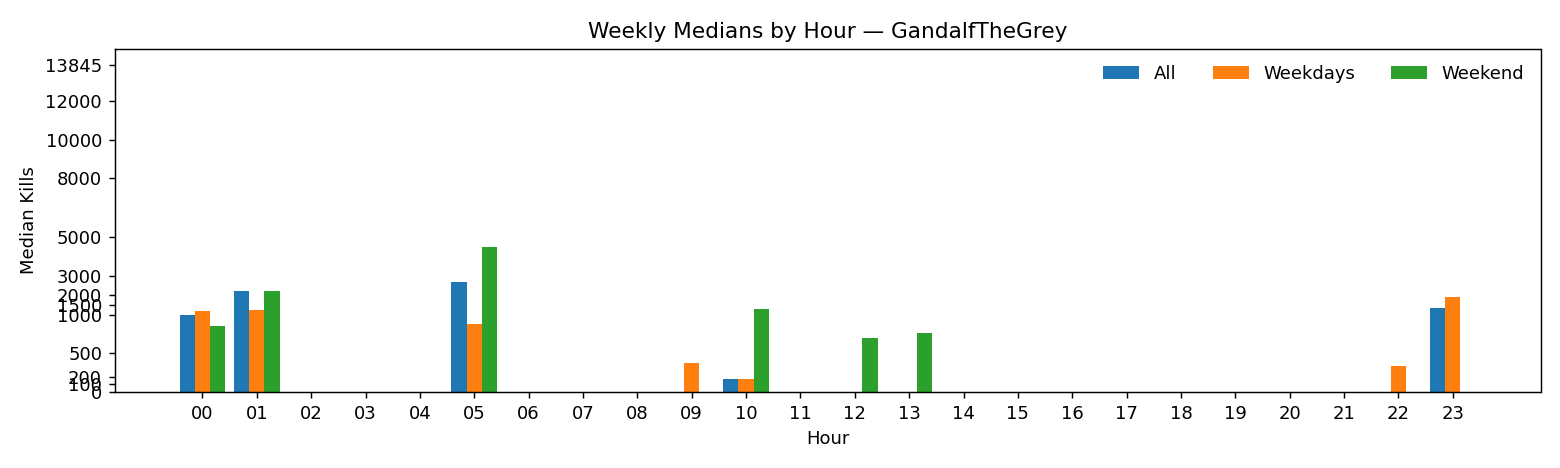 Weekly Medians by Hour — GandalfTheGrey
All Weekdays Weekend
Median Kills
13845
12000
10000
8000
5000
3000
2000
1500
1000
500
200
100
0
00 01 02 03 04 05 06 07 08 09 10 11 12 13 14 15 16 17 18 19 20 21 22 23
Hour